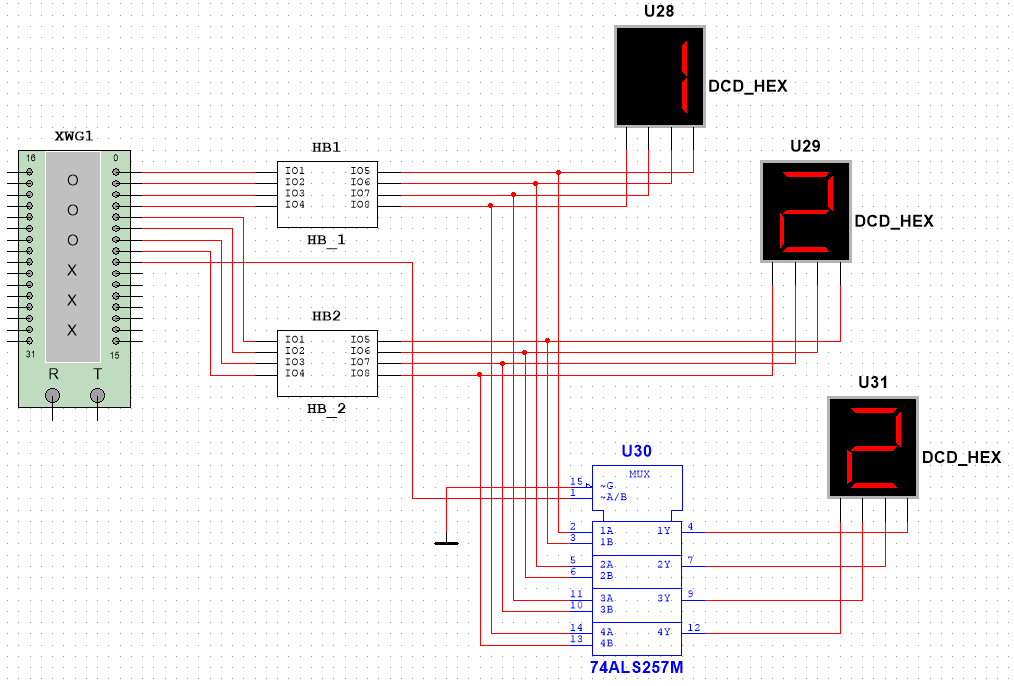 U28
1
DCD_HEX
XWG1
16 0
O
O
O
X
X
X
31 15
R T
HB1
IO1 IO5
IO2 IO6
IO3 IO7
IO4 IO8
HB_1
U29
2
DCD_HEX
HB2
IO1 IO5
IO2 IO6
IO3 IO7
IO4 IO8
HB_2
U31
2
DCD_HEX
U30
MUX
15 ~G
1 ~A/B
2 1A 1Y 4
3 1B
5 2A 2Y 7
6 2B
11 3A 3Y 9
10 3B
14 4A 4Y 12
13 4B
74ALS257M